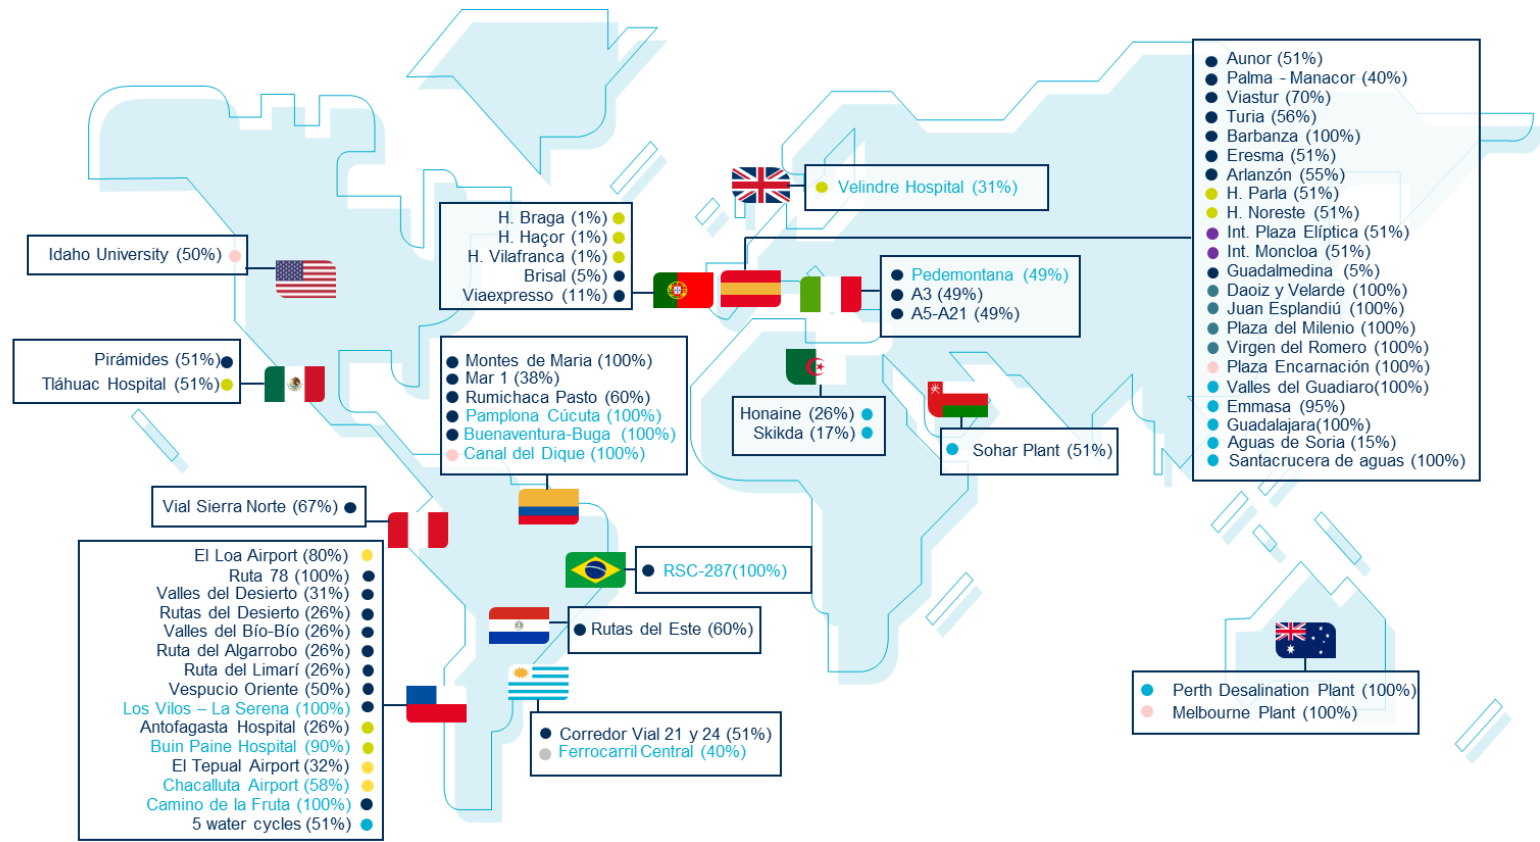 Aunor (51%)
Palma - Manacor (40%)
Viastur (70%)
Turia (56%)
Barbanza (100%)
Eresma (51%)
Arlanzón (55%)
H. Parla (51%)
H. Noreste (51%)
Int. Plaza Elíptica (51%)
Int. Moncloa (51%)
Guadalmedina (5%)
Daoiz y Velarde (100%)
Juan Esplandiú (100%)
Plaza del Milenio (100%)
Virgen del Romero (100%)
Plaza Encarnación (100%)
Valles del Guadiaro(100%)
Emmasa (95%)
Guadalajara(100%)
Aguas de Soria (15%)
Santacrucera de aguas (100%)
Velindre Hospital (31%)
H. Braga (1%)
H. Haçor (1%)
H. Vilafranca (1%)
Brisal (5%)
Viaexpresso (11%)
Idaho University (50%)
Pedemontana (49%)
A3 (49%)
A5-A21 (49%)
Pirámides (51%)
Tláhuac Hospital (51%)
Montes de Maria (100%)
Mar 1 (38%)
Rumichaca Pasto (60%)
Pamplona Cúcuta (100%)
Buenaventura-Buga (100%)
Canal del Dique (100%)
Honaine (26%)
Skikda (17%)
Sohar Plant (51%)
Vial Sierra Norte (67%)
El Loa Airport (80%)
Ruta 78 (100%)
Valles del Desierto (31%)
Rutas del Desierto (26%)
Valles del Bío-Bío (26%)
Ruta del Algarrobo (26%)
Ruta del Limarí (26%)
Vespucio Oriente (50%)
Los Vilos – La Serena (100%)
Antofagasta Hospital (26%)
Buin Paine Hospital (90%)
El Tepual Airport (32%)
Chacalluta Airport (58%)
Camino de la Fruta (100%)
5 water cycles (51%)
RSC-287(100%)
Rutas del Este (60%)
Corredor Vial 21 y 24 (51%)
Ferrocarril Central (40%)
Perth Desalination Plant (100%)
Melbourne Plant (100%)